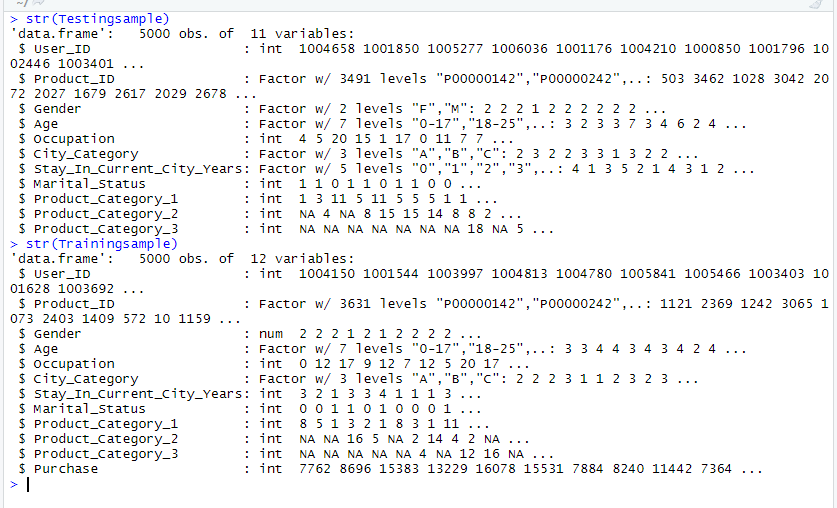 > str(Testingsample)
'data.frame':   5000 obs. of  11 variables:
 $ User_ID                   : int  1004658 1001850 1005277 1006036 1001176 1004210 1000850 1001796 10
02446 1003401 ...
 $ Product_ID                : Factor w/ 3491 levels "P00000142","P00000242",..: 503 3462 1028 3042 20
72 2027 1679 2617 2029 2678 ...
 $ Gender                    : Factor w/ 2 levels "F","M": 2 2 2 1 2 2 2 2 2 2 ...
 $ Age                       : Factor w/ 7 levels "0-17","18-25",..: 3 2 3 3 7 3 4 6 2 4 ...
 $ Occupation                : int  4 5 20 15 1 17 0 11 7 7 ...
 $ City_Category             : Factor w/ 3 levels "A","B","C": 2 3 2 2 3 3 1 3 2 2 ...
 $ Stay_In_Current_City_Years: Factor w/ 5 levels "0","1","2","3",..: 4 1 3 5 2 1 4 3 1 2 ...
 $ Marital_Status            : int  1 1 0 1 1 0 1 1 0 0 ...
 $ Product_Category_1        : int  1 3 11 5 11 5 5 5 1 1 ...
 $ Product_Category_2        : int  NA 4 NA 8 15 15 14 8 8 2 ...
 $ Product_Category_3        : int  NA NA NA NA NA NA NA 18 NA 5 ...
> str(Trainingsample)
'data.frame':   5000 obs. of  12 variables:
 $ User_ID                   : int  1004150 1001544 1003997 1004813 1004780 1005841 1005466 1003403 10
01628 1003692 ...
 $ Product_ID                : Factor w/ 3631 levels "P00000142","P00000242",..: 1121 2369 1242 3065 1
073 2403 1409 572 10 1159 ...
 $ Gender                    : num  2 2 2 1 2 1 2 2 2 2 ...
 $ Age                       : Factor w/ 7 levels "0-17","18-25",..: 3 3 4 4 3 4 3 4 2 4 ...
 $ Occupation                : int  0 12 17 9 12 7 12 5 20 17 ...
 $ City_Category             : Factor w/ 3 levels "A","B","C": 2 2 2 3 1 1 2 3 2 3 ...
 $ Stay_In_Current_City_Years: int  3 2 1 3 3 4 1 1 1 3 ...
 $ Marital_Status            : int  0 0 1 1 0 1 0 0 0 1 ...
 $ Product_Category_1        : int  8 5 1 3 2 1 8 3 1 11 ...
 $ Product_Category_2        : int  NA NA 16 5 NA 2 14 4 2 NA ...
 $ Product_Category_3        : int  NA NA NA NA NA 4 NA 12 16 NA ...
 $ Purchase                  : int  7762 8696 15383 13229 16078 15531 7884 8240 11442 7364 ...
>